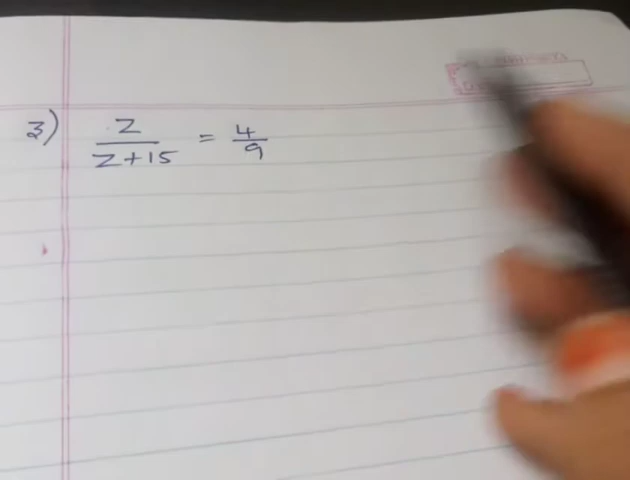 3) z/(z+15) = 4/9